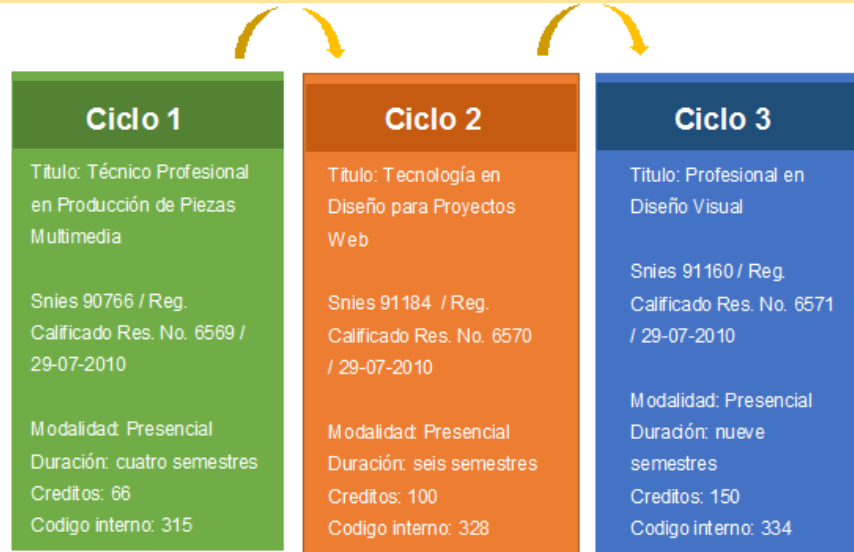 Ciclo 1
Titulo: Técnico Profesional
en Producción de Piezas
Multimedia
Snies 90766 / Reg.
Calificado Res. No. 6569 /
29-07-2010
Modalidad: Presencial
Duración: cuatro semestres
Creditos: 66
Codigo interno: 315
Ciclo 2
Titulo: Tecnología en
Diseño para Proyectos
Web
Snies 91184 / Reg.
Calificado Res. No. 6570
/ 29-07-2010
Modalidad: Presencial
Duración: seis semestres
Creditos: 100
Codigo interno: 328
Ciclo 3
Titulo: Profesional en
Diseño Visual
Snies 91160 / Reg.
Calificado Res. No. 6571
/ 29-07-2010
Modalidad: Presencial
Duración: nueve
semestres
Creditos: 150
Codigo interno: 334